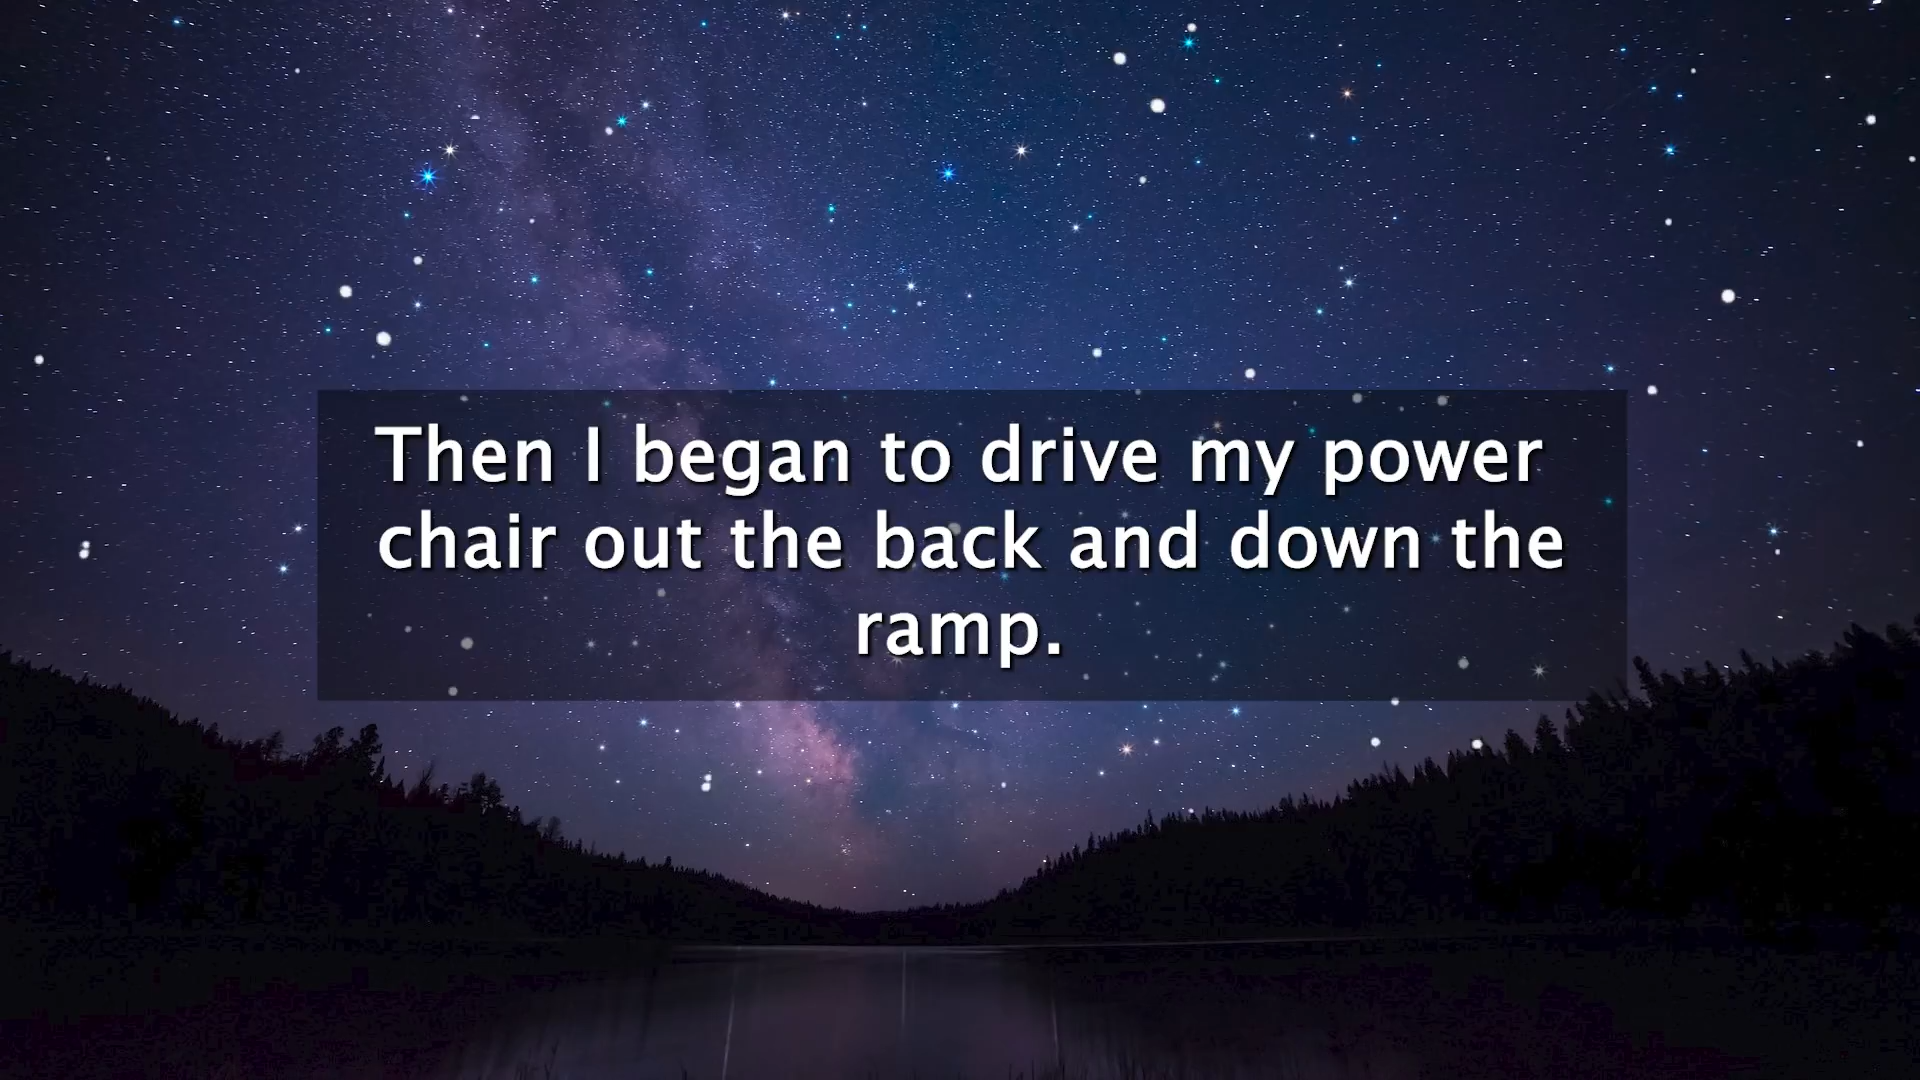 Then I began to drive my power
chair out the back and down the
ramp.